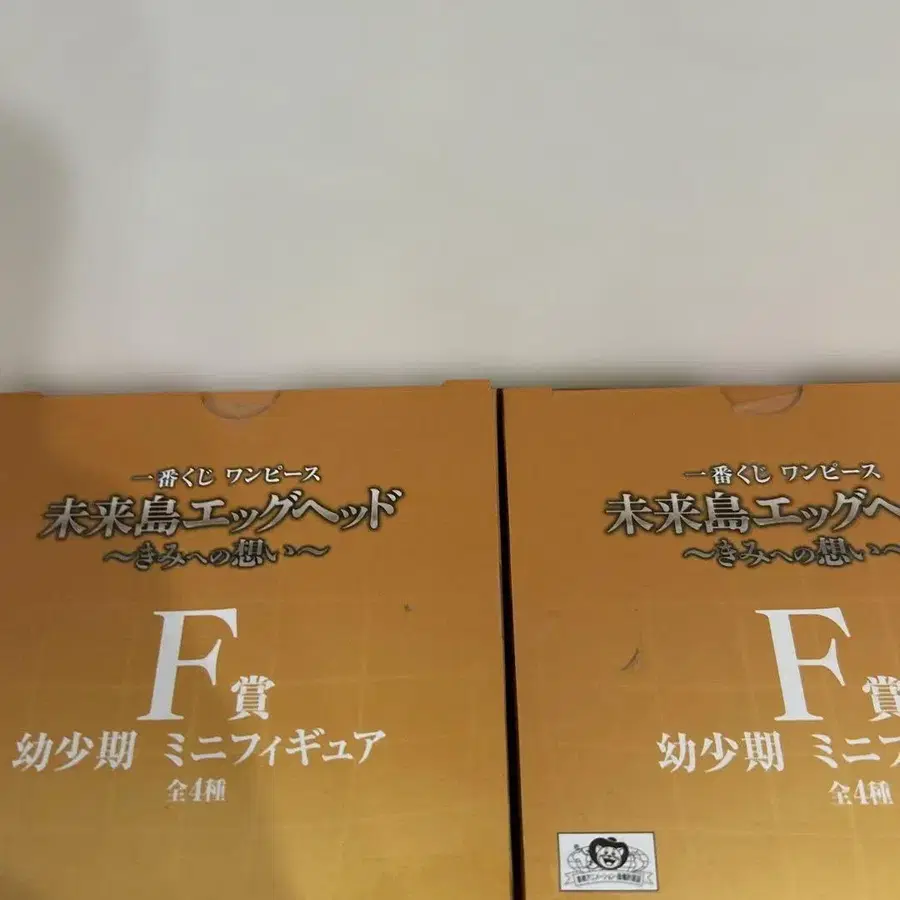 一番くじ ワンピース
未来島エッグヘッド
～きみへの想い～
F賞
幼少期 ミニフィギュア
全4種
一番くじ ワンピース
未来島エッグヘ
～きみへの想い～
F賞
幼少期 ミニフ
全4種